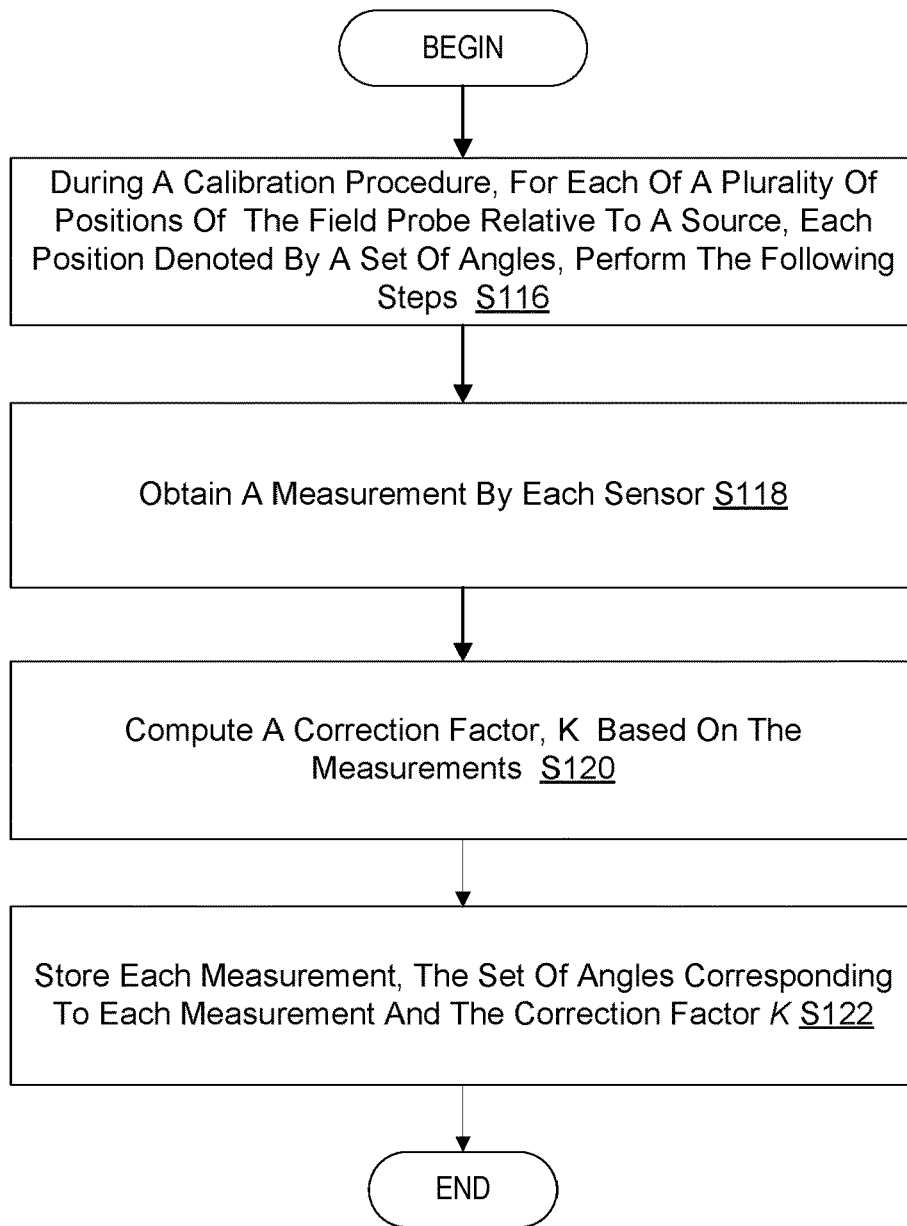 BEGIN
During A Calibration Procedure, For Each Of A Plurality Of
Positions Of The Field Probe Relative To A Source, Each
Position Denoted By A Set Of Angles, Perform The Following
Steps S116
Obtain A Measurement By Each Sensor S118
Compute A Correction Factor, K Based On The
Measurements S120
Store Each Measurement, The Set Of Angles Corresponding
To Each Measurement And The Correction Factor K S122
END